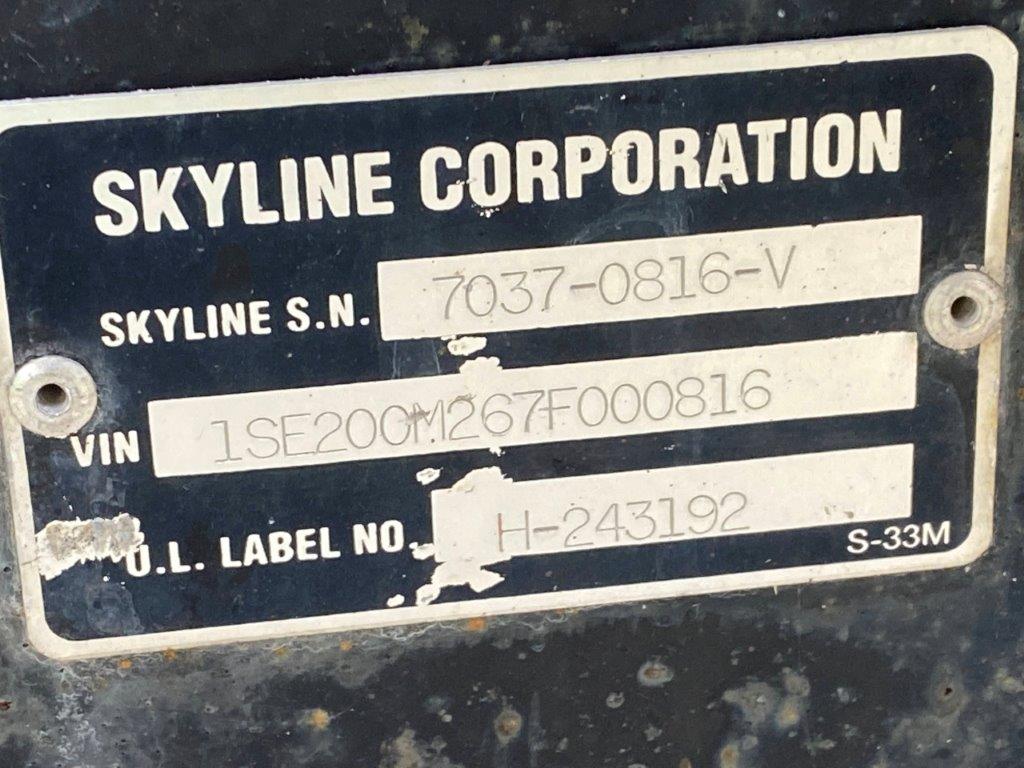 SKYLINE CORPORATION
SKYLINE S.N. 7037-0816-V
VIN 1SE200M267F000816
U.L. LABEL NO. H-243192
S-33M